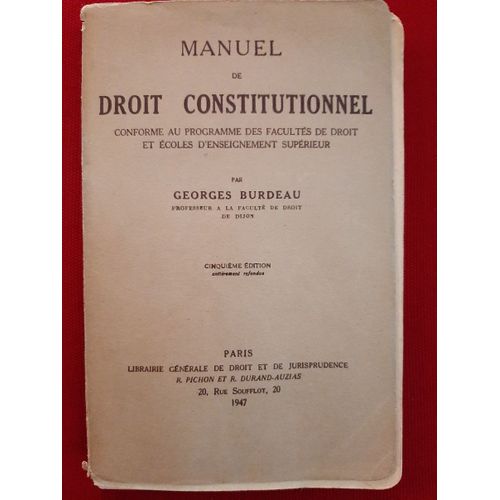 MANUEL
DE
DROIT CONSTITUTIONNEL
CONFORME AU PROGRAMME DES FACULTÉS DE DROIT
ET ÉCOLES D'ENSEIGNEMENT SUPÉRIEUR
PAR
GEORGES BURDEAU
PROFESSEUR A LA FACULTÉ DE DROIT
DE DIJON
CINQUIÈME ÉDITION
entièrement refondue
PARIS
LIBRAIRIE GÉNÉRALE DE DROIT ET DE JURISPRUDENCE
R. PICHON ET R. DURAND-AUZIAS
20, RUE SOUFFLOT, 20
1947